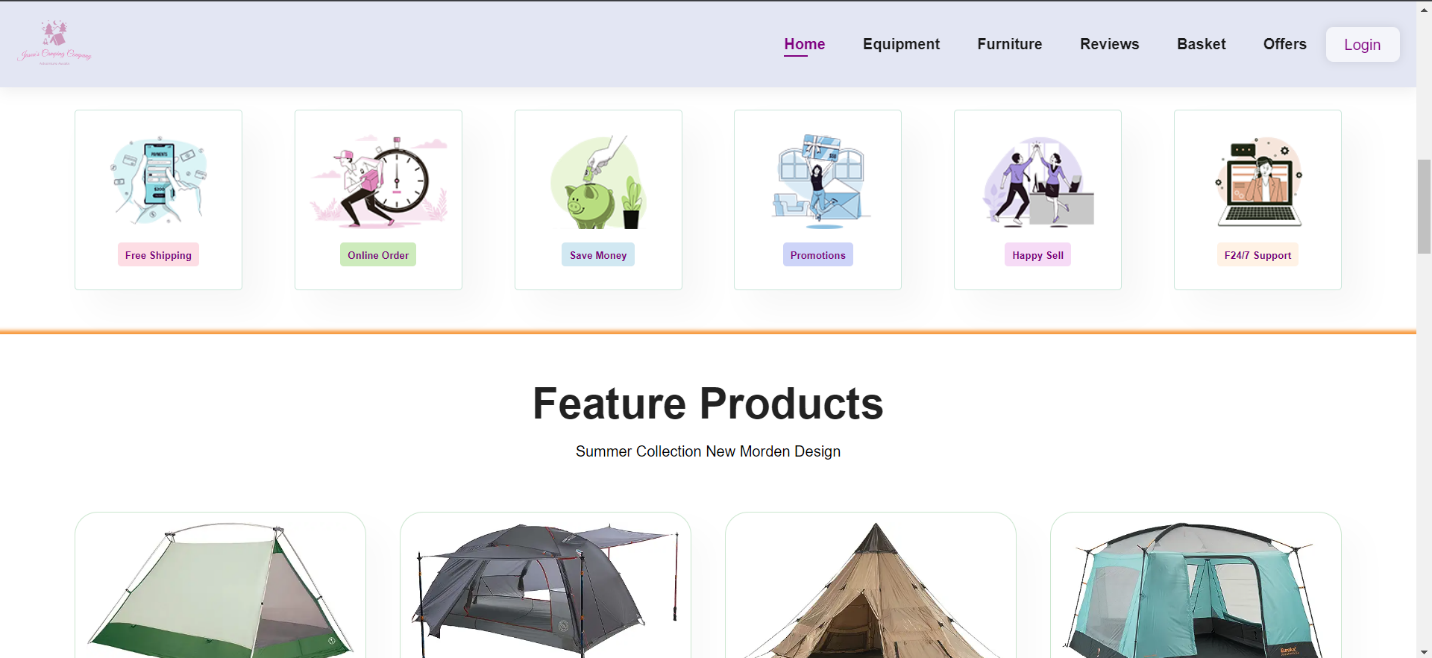 Home Equipment Furniture Reviews Basket Offers Login
PAYMENTS
Free Shipping Online Order Save Money Promotions Happy Sell F24/7 Support
Feature Products
Summer Collection New Morden Design